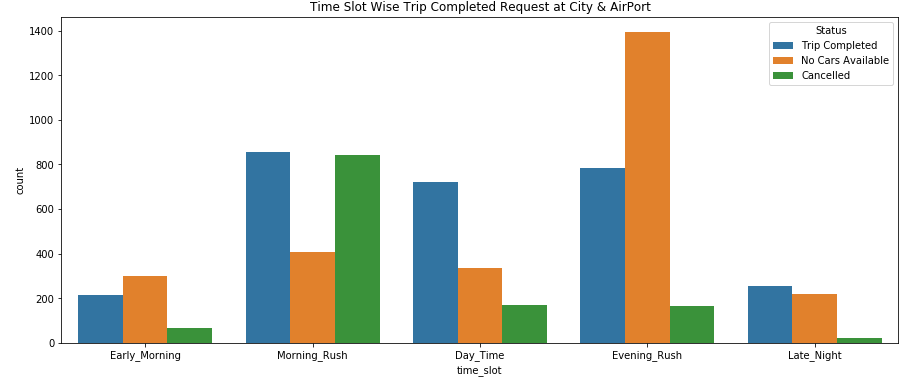 Time Slot Wise Trip Completed Request at City & AirPort
Status
Trip Completed
No Cars Available
Cancelled
count
1400
1200
1000
800
600
400
200
0
Early_Morning
Morning_Rush
Day_Time
Evening_Rush
Late_Night
time_slot